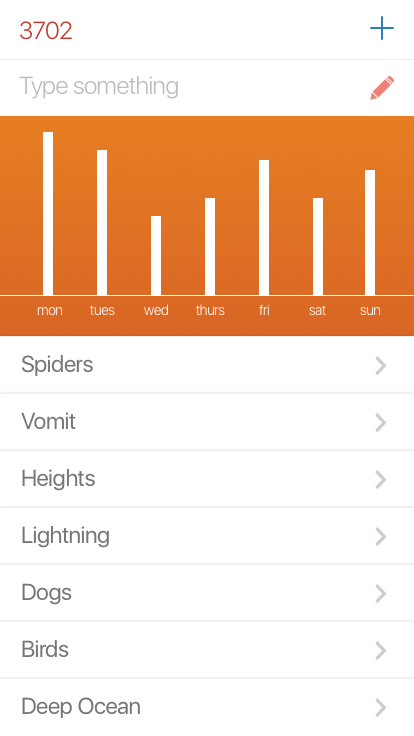 3702
Type something
mon tues wed thurs fri sat sun
Spiders
Vomit
Heights
Lightning
Dogs
Birds
Deep Ocean